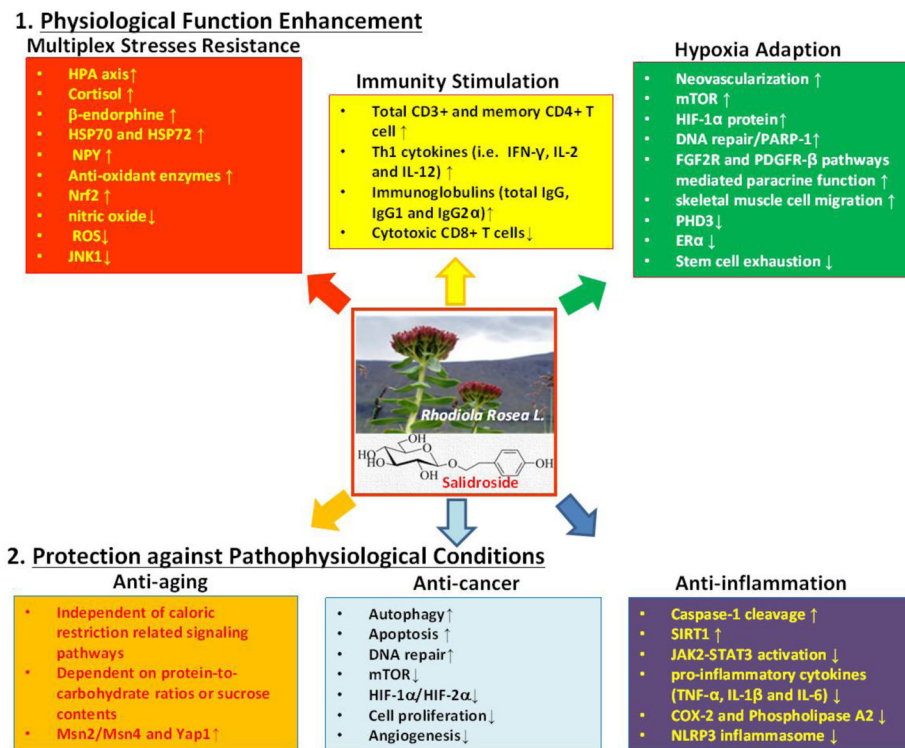 1. Physiological Function Enhancement
Multiplex Stresses Resistance
• HPA axis↑
• Cortisol ↑
• β-endorphine ↑
• HSP70 and HSP72 ↑
• NPY ↑
• Anti-oxidant enzymes ↑
• Nrf2 ↑
• nitric oxide↓
• ROS↓
• JNK1↓
Immunity Stimulation
• Total CD3+ and memory CD4+ T
cell ↑
• Th1 cytokines (i.e. IFN-γ, IL-2
and IL-12) ↑
• Immunoglobulins (total IgG,
IgG1 and IgG2α)↑
• Cytotoxic CD8+ T cells↓
Hypoxia Adaption
• Neovascularization ↑
• mTOR ↑
• HIF-1α protein↑
• DNA repair/PARP-1↑
• FGF2R and PDGFR-β pathways
mediated paracrine function ↑
• skeletal muscle cell migration ↑
• PHD3↓
• ERα ↓
• Stem cell exhaustion ↓
Rhodiola Rosea L.
OH
HO
HO
O
OH
O
OH
Salidroside
2. Protection against Pathophysiological Conditions
Anti-aging
• Independent of caloric
restriction related signaling
pathways
• Dependent on protein-to-
carbohydrate ratios or sucrose
contents
• Msn2/Msn4 and Yap1↑
Anti-cancer
• Autophagy↑
• Apoptosis ↑
• DNA repair↑
• mTOR↓
• HIF-1α/HIF-2α↓
• Cell proliferation↓
• Angiogenesis↓
Anti-inflammation
• Caspase-1 cleavage ↑
• SIRT1 ↑
• JAK2-STAT3 activation ↓
• pro-inflammatory cytokines
(TNF-α, IL-1β and IL-6) ↓
• COX-2 and Phospholipase A2 ↓
• NLRP3 inflammasome ↓